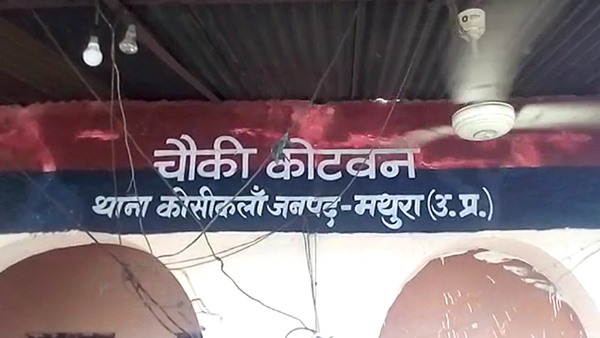 चौकी कोटवन
थाना कोसीकलाँ जनपद-मथुरा (उ.प्र.)